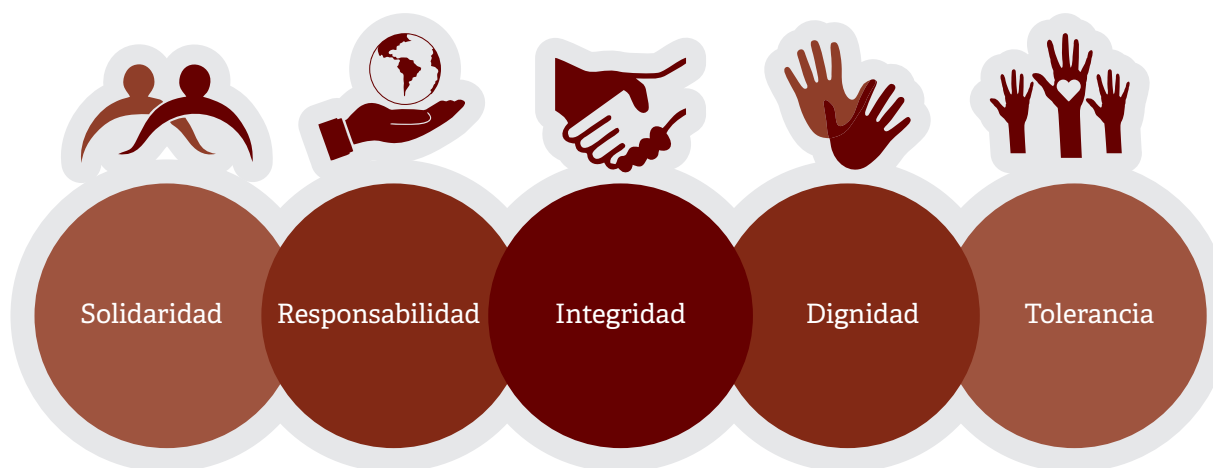 Solidaridad
Responsabilidad
Integridad
Dignidad
Tolerancia